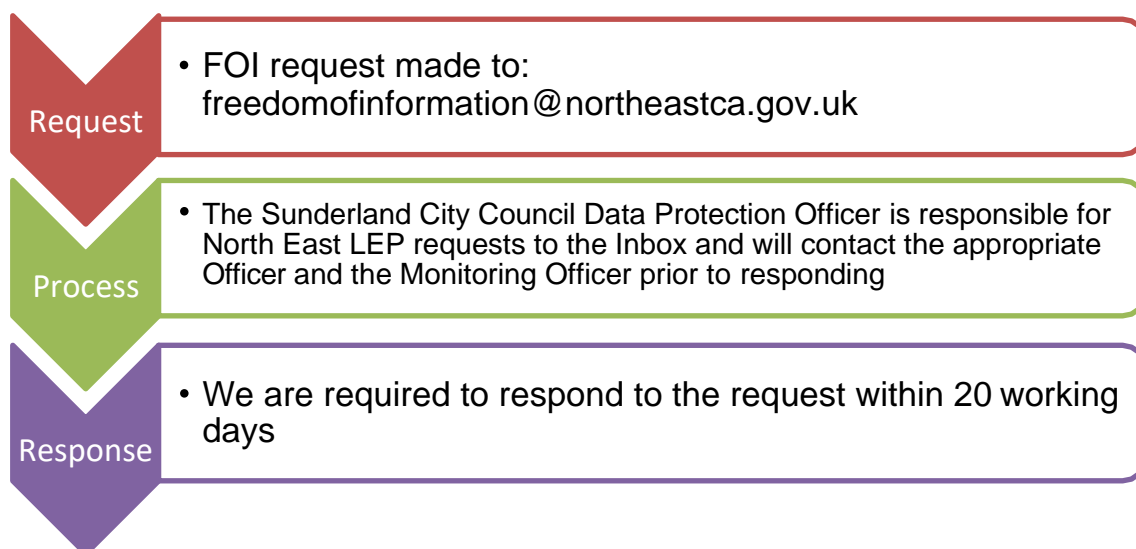 Request
• FOI request made to:
freedomofinformation@northeastca.gov.uk
Process
• The Sunderland City Council Data Protection Officer is responsible for
North East LEP requests to the Inbox and will contact the appropriate
Officer and the Monitoring Officer prior to responding
Response
• We are required to respond to the request within 20 working
days